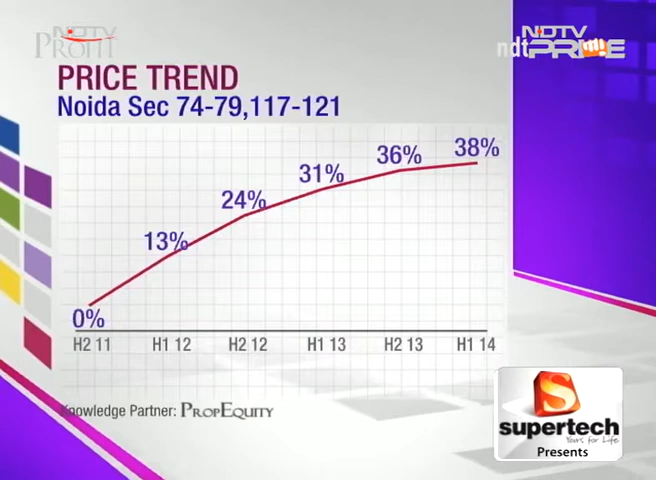 NDTV
PROFIT
NDTV
ndtv
PRIME
PRICE TREND
Noida Sec 74-79,117-121
38%
36%
31%
24%
13%
0%
H2 11 H1 12 H2 12 H1 13 H2 13 H1 14
Knowledge Partner: PROPEQUITY
S
supertech
Yours for Life
Presents